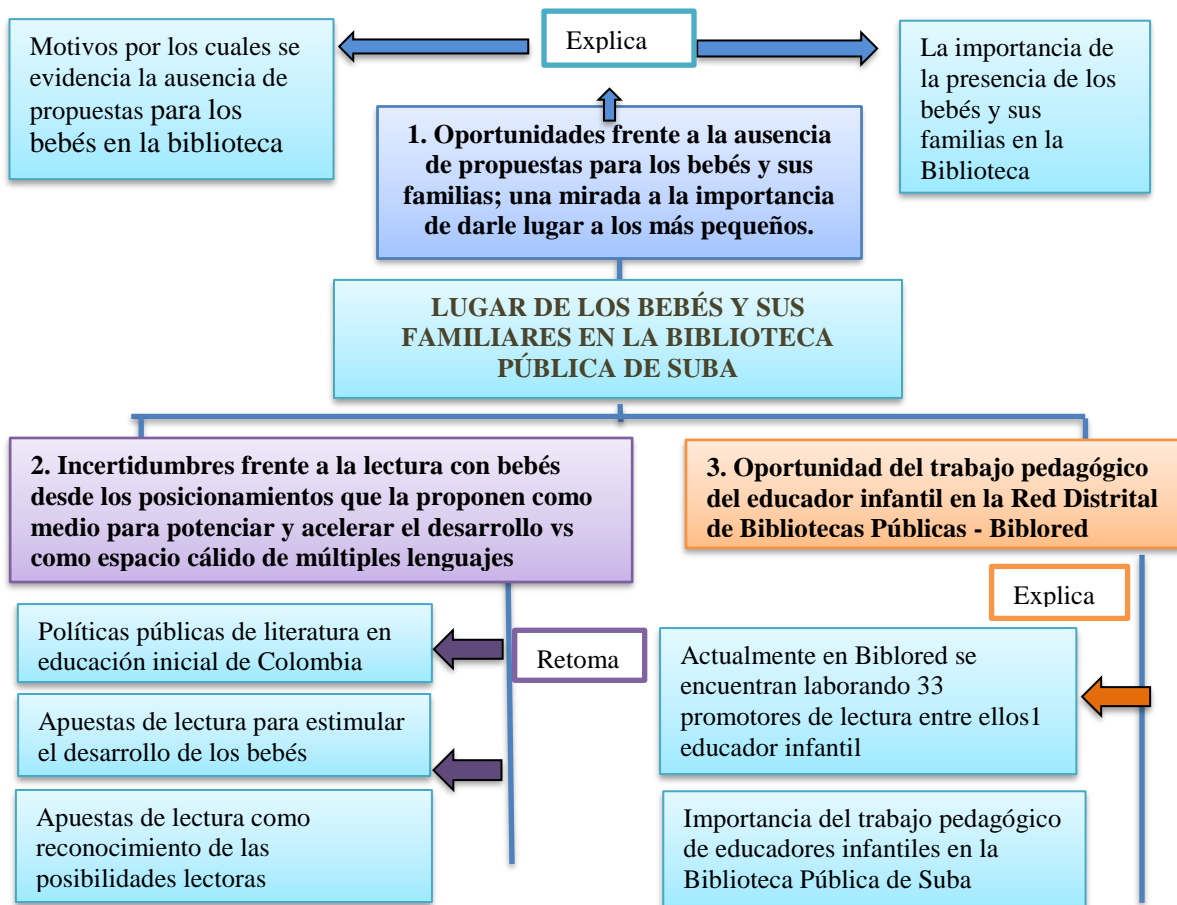 Motivos por los cuales se
evidencia la ausencia de
propuestas para los
bebés en la biblioteca
Explica
La importancia de
la presencia de los
bebés y sus
familias en la
Biblioteca
1. Oportunidades frente a la ausencia
de propuestas para los bebés y sus
familias; una mirada a la importancia
de darle lugar a los más pequeños.
LUGAR DE LOS BEBÉS Y SUS
FAMILIARES EN LA BIBLIOTECA
PÚBLICA DE SUBA
2. Incertidumbres frente a la lectura con bebés
desde los posicionamientos que la proponen como
medio para potenciar y acelerar el desarrollo vs
como espacio cálido de múltiples lenguajes
Políticas públicas de literatura en
educación inicial de Colombia
Retoma
Apuestas de lectura para estimular
el desarrollo de los bebés
Apuestas de lectura como
reconocimiento de las
posibilidades lectoras
3. Oportunidad del trabajo pedagógico
del educador infantil en la Red Distrital
de Bibliotecas Públicas - Biblored
Explica
Actualmente en Biblored se
encuentran laborando 33
promotores de lectura entre ellos1
educador infantil
Importancia del trabajo pedagógico
de educadores infantiles en la
Biblioteca Pública de Suba